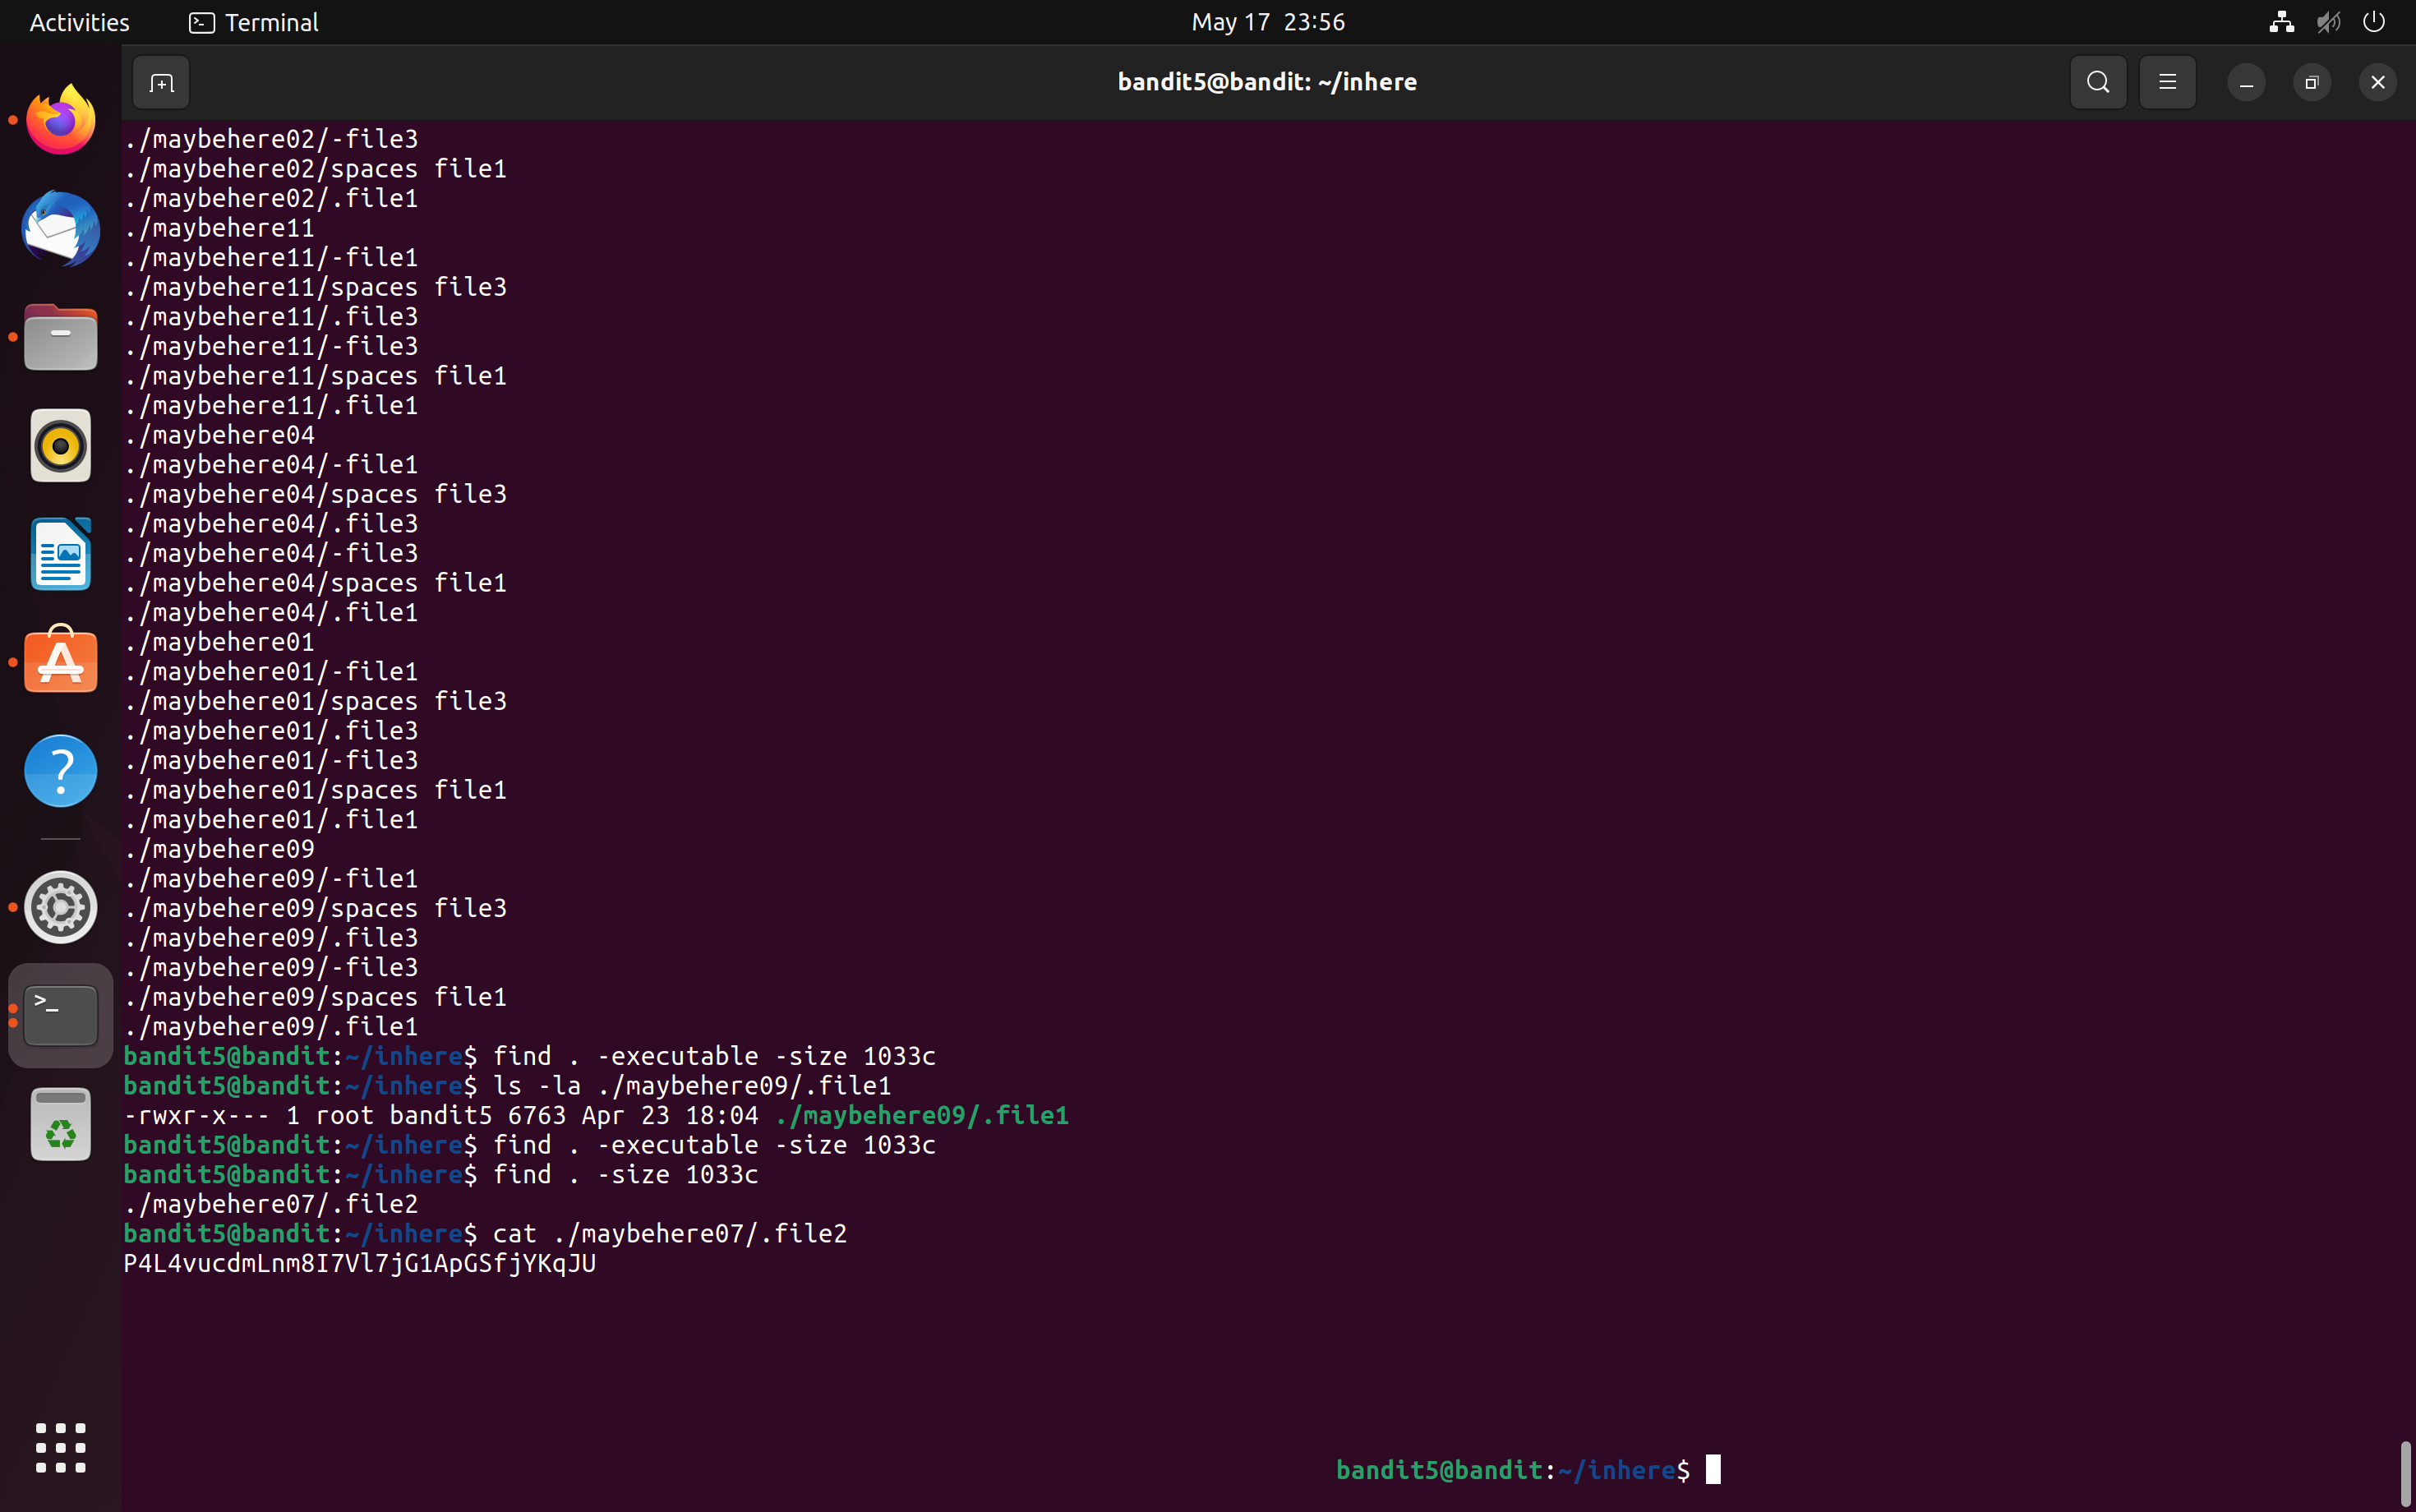 Activities
Terminal
May 17 23:56
bandit5@bandit: ~/inhere
./maybehere02/-file3
./maybehere02/spaces file1
./maybehere02/.file1
./maybehere11
./maybehere11/-file1
./maybehere11/spaces file3
./maybehere11/.file3
./maybehere11/-file3
./maybehere11/spaces file1
./maybehere11/.file1
./maybehere04
./maybehere04/-file1
./maybehere04/spaces file3
./maybehere04/.file3
./maybehere04/-file3
./maybehere04/spaces file1
./maybehere04/.file1
./maybehere01
./maybehere01/-file1
./maybehere01/spaces file3
./maybehere01/.file3
./maybehere01/-file3
./maybehere01/spaces file1
./maybehere01/.file1
./maybehere09
./maybehere09/-file1
./maybehere09/spaces file3
./maybehere09/.file3
./maybehere09/-file3
./maybehere09/spaces file1
./maybehere09/.file1
bandit5@bandit:~/inhere$ find . -executable -size 1033c
bandit5@bandit:~/inhere$ ls -la ./maybehere09/.file1
-rwxr-x--- 1 root bandit5 6763 Apr 23 18:04 ./maybehere09/.file1
bandit5@bandit:~/inhere$ find . -executable -size 1033c
bandit5@bandit:~/inhere$ find . -size 1033c
./maybehere07/.file2
bandit5@bandit:~/inhere$ cat ./maybehere07/.file2
P4L4vucdmLnm8I7Vl7jG1ApGSfjYKqJU
bandit5@bandit:~/inhere$